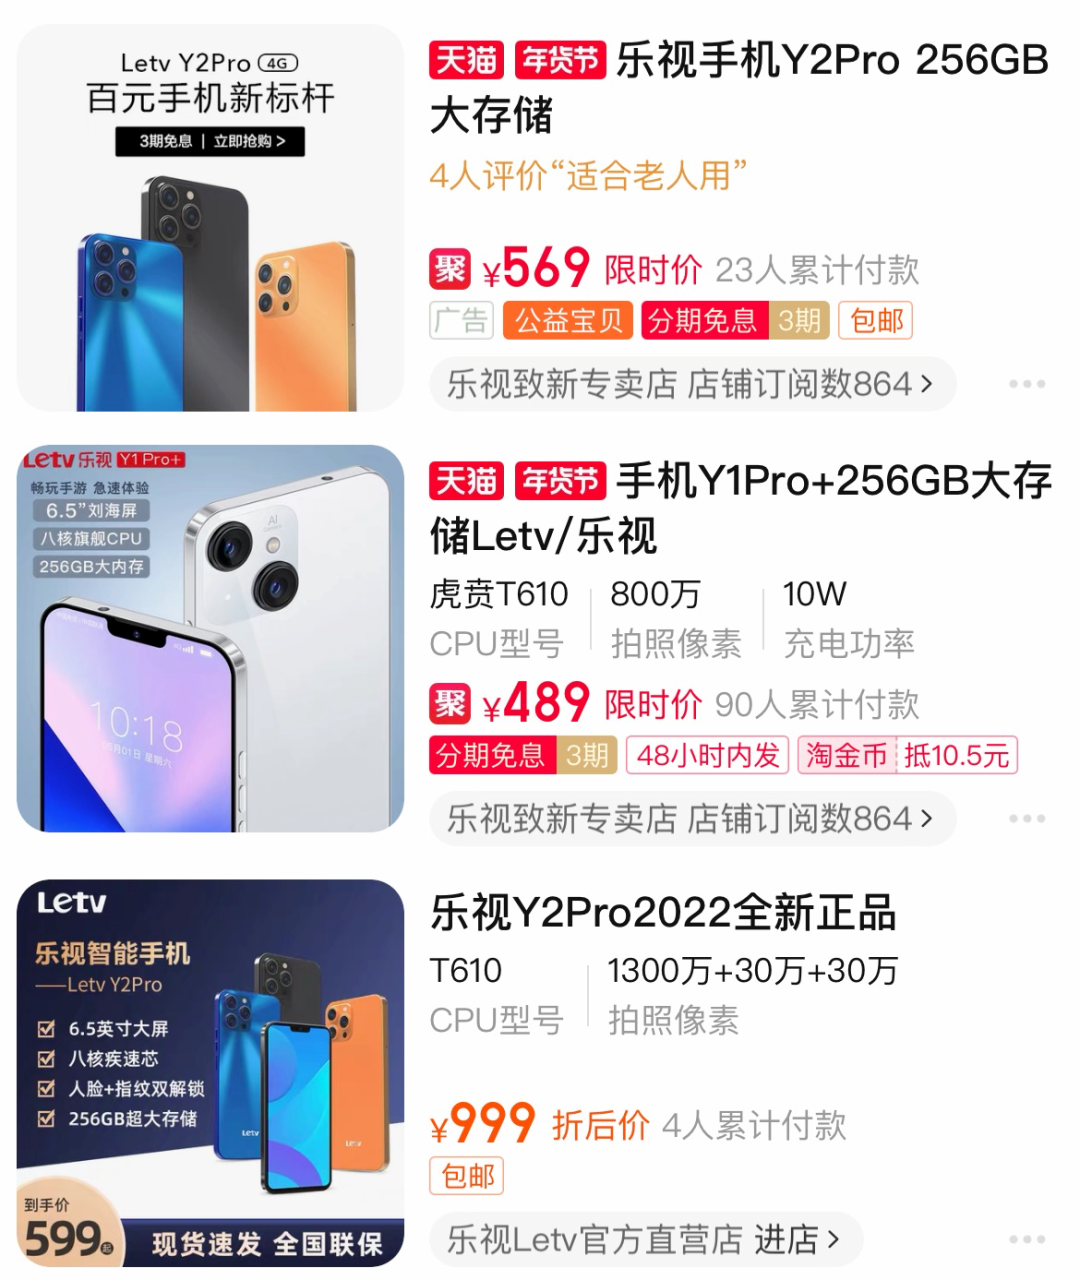 Letv Y2Pro 4G
百元手机新标杆
3期免息 | 立即抢购 >
天猫 年货节 乐视手机Y2Pro 256GB
大存储
4人评价“适合老人用”
聚 ¥569 限时价 23人累计付款
广告 公益宝贝 分期免息 3期 包邮
乐视致新专卖店 店铺订阅数864 >
Letv 乐视 Y1 Pro+
畅玩手游 急速体验
6.5”刘海屏
八核旗舰CPU
256GB大内存
AI
10:18
天猫 年货节 手机Y1Pro+256GB大存
储Letv/乐视
虎贲T610 800万 10W
CPU型号 拍照像素 充电功率
聚 ¥489 限时价 90人累计付款
分期免息 3期 48小时内发 淘金币 抵10.5元
乐视致新专卖店 店铺订阅数864 >
Letv
乐视智能手机
——Letv Y2Pro
6.5英寸大屏
八核疾速芯
人脸+指纹双解锁
256GB超大存储
Letv
Letv
到手价
599起
现货速发 全国联保
乐视Y2Pro2022全新正品
T610 1300万+30万+30万
CPU型号 拍照像素
¥999 折后价 4人累计付款
包邮
乐视Letv官方直营店 进店 >